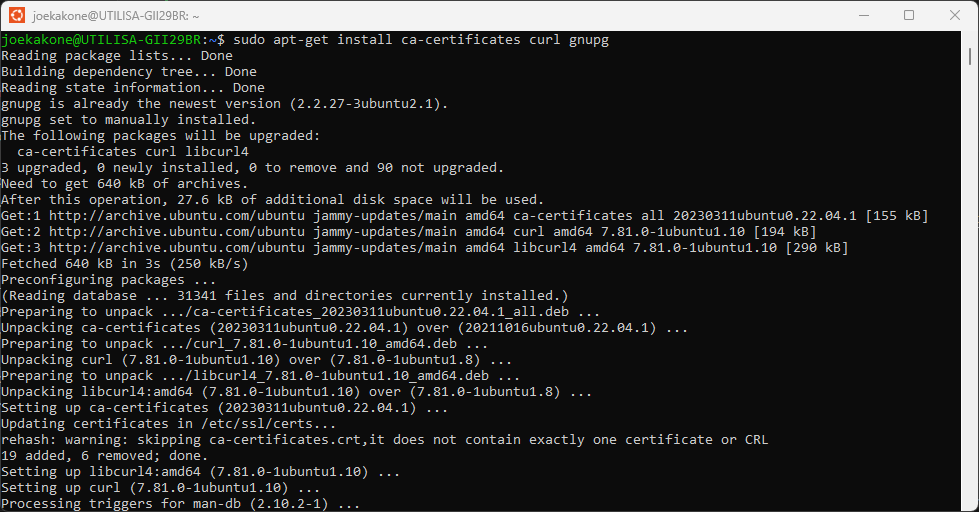 joekakone@UTILISA-GII29BR: ~
joekakone@UTILISA-GII29BR:~$ sudo apt-get install ca-certificates curl gnupg
Reading package lists... Done
Building dependency tree... Done
Reading state information... Done
gnupg is already the newest version (2.2.27-3ubuntu2.1).
gnupg set to manually installed.
The following packages will be upgraded:
  ca-certificates curl libcurl4
3 upgraded, 0 newly installed, 0 to remove and 90 not upgraded.
Need to get 640 kB of archives.
After this operation, 27.6 kB of additional disk space will be used.
Get:1 http://archive.ubuntu.com/ubuntu jammy-updates/main amd64 ca-certificates all 20230311ubuntu0.22.04.1 [155 kB]
Get:2 http://archive.ubuntu.com/ubuntu jammy-updates/main amd64 curl amd64 7.81.0-1ubuntu1.10 [194 kB]
Get:3 http://archive.ubuntu.com/ubuntu jammy-updates/main amd64 libcurl4 amd64 7.81.0-1ubuntu1.10 [290 kB]
Fetched 640 kB in 3s (250 kB/s)
Preconfiguring packages ...
(Reading database ... 31341 files and directories currently installed.)
Preparing to unpack .../ca-certificates_20230311ubuntu0.22.04.1_all.deb ...
Unpacking ca-certificates (20230311ubuntu0.22.04.1) over (20211016ubuntu0.22.04.1) ...
Preparing to unpack .../curl_7.81.0-1ubuntu1.10_amd64.deb ...
Unpacking curl (7.81.0-1ubuntu1.10) over (7.81.0-1ubuntu1.8) ...
Preparing to unpack .../libcurl4_7.81.0-1ubuntu1.10_amd64.deb ...
Unpacking libcurl4:amd64 (7.81.0-1ubuntu1.10) over (7.81.0-1ubuntu1.8) ...
Setting up ca-certificates (20230311ubuntu0.22.04.1) ...
Updating certificates in /etc/ssl/certs...
rehash: warning: skipping ca-certificates.crt,it does not contain exactly one certificate or CRL
19 added, 6 removed; done.
Setting up libcurl4:amd64 (7.81.0-1ubuntu1.10) ...
Setting up curl (7.81.0-1ubuntu1.10) ...
Processing triggers for man-db (2.10.2-1) ...